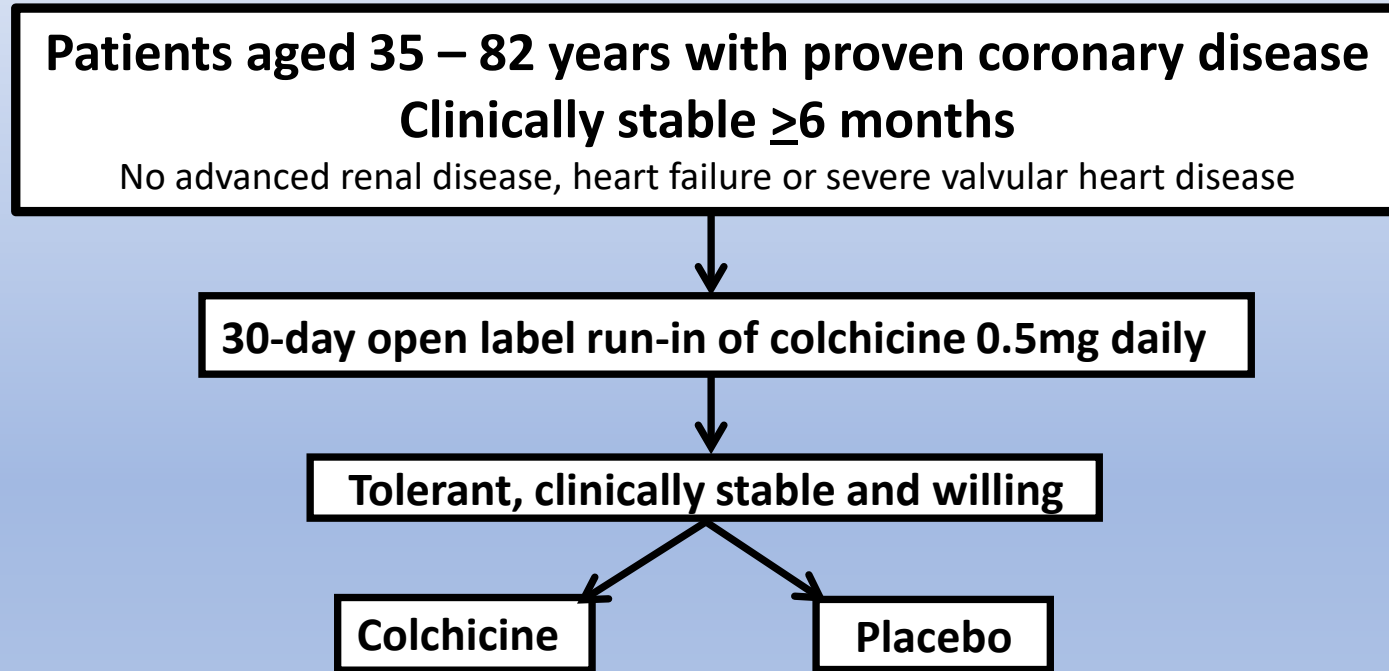 Patients aged 35 – 82 years with proven coronary disease
Clinically stable ≥6 months
No advanced renal disease, heart failure or severe valvular heart disease
30-day open label run-in of colchicine 0.5mg daily
Tolerant, clinically stable and willing
Colchicine
Placebo